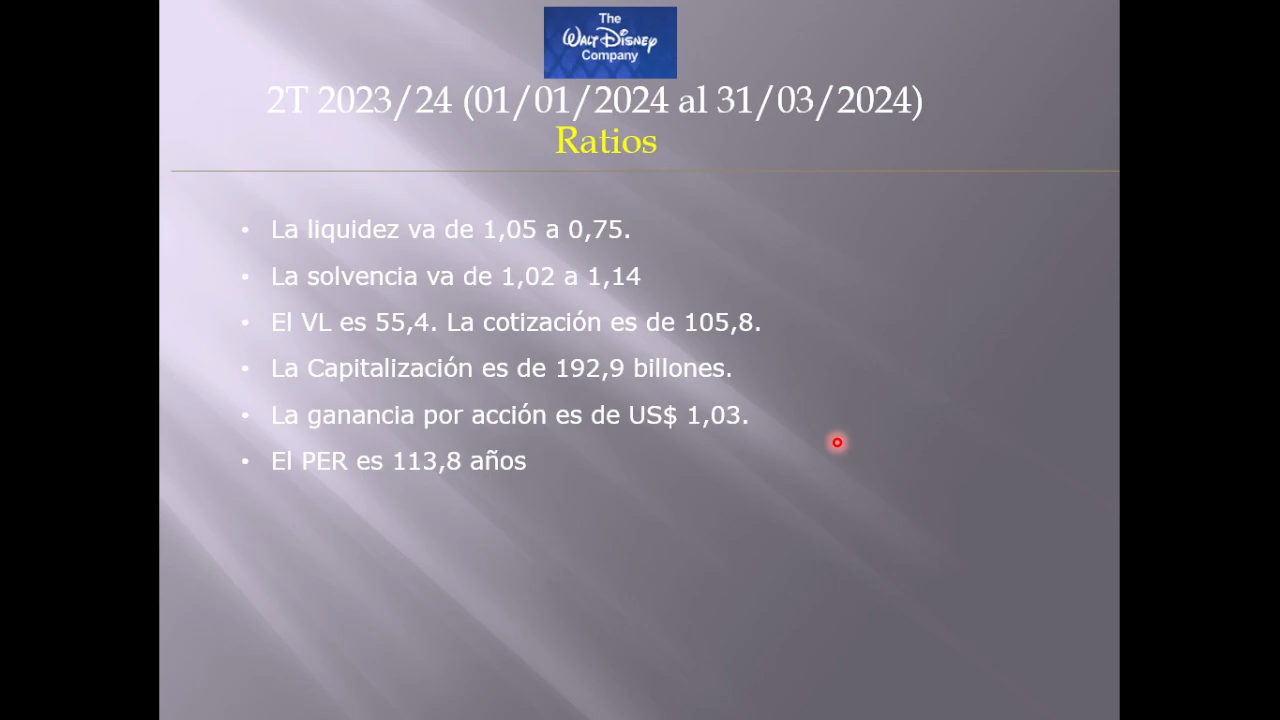 The
WALT DISNEY
Company
2T 2023/24 (01/01/2024 al 31/03/2024)
Ratios
• La liquidez va de 1,05 a 0,75.
• La solvencia va de 1,02 a 1,14
• El VL es 55,4. La cotización es de 105,8.
• La Capitalización es de 192,9 billones.
• La ganancia por acción es de US$ 1,03.
• El PER es 113,8 años